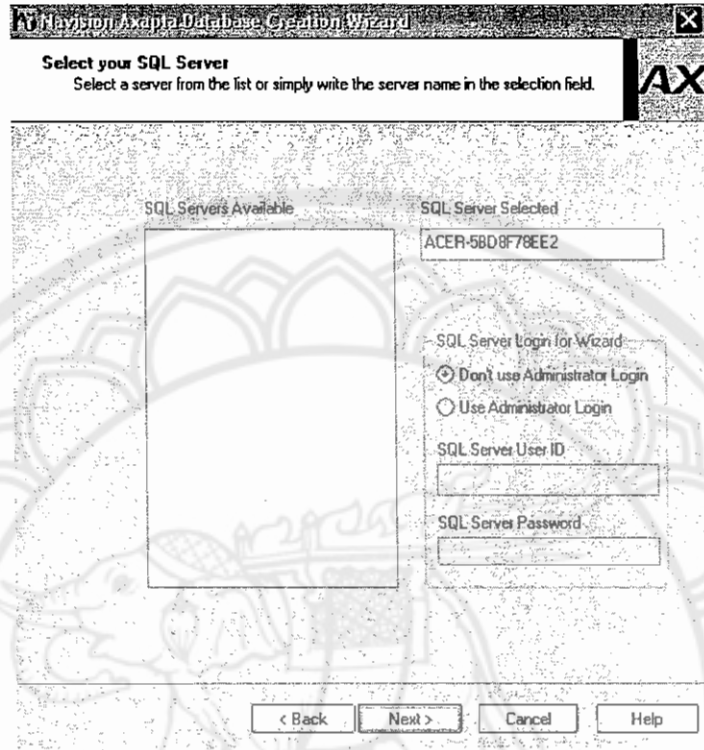 Navision Axapta Database Creation Wizard
Select your SQL Server
Select a server from the list or simply write the server name in the selection field.
AX
SQL Servers Available
SQL Server Selected
ACER-5BD8F78EE2
SQL Server Login for Wizard
Don't use Administrator Login
Use Administrator Login
SQL Server User ID
SQL Server Password
< Back
Next >
Cancel
Help